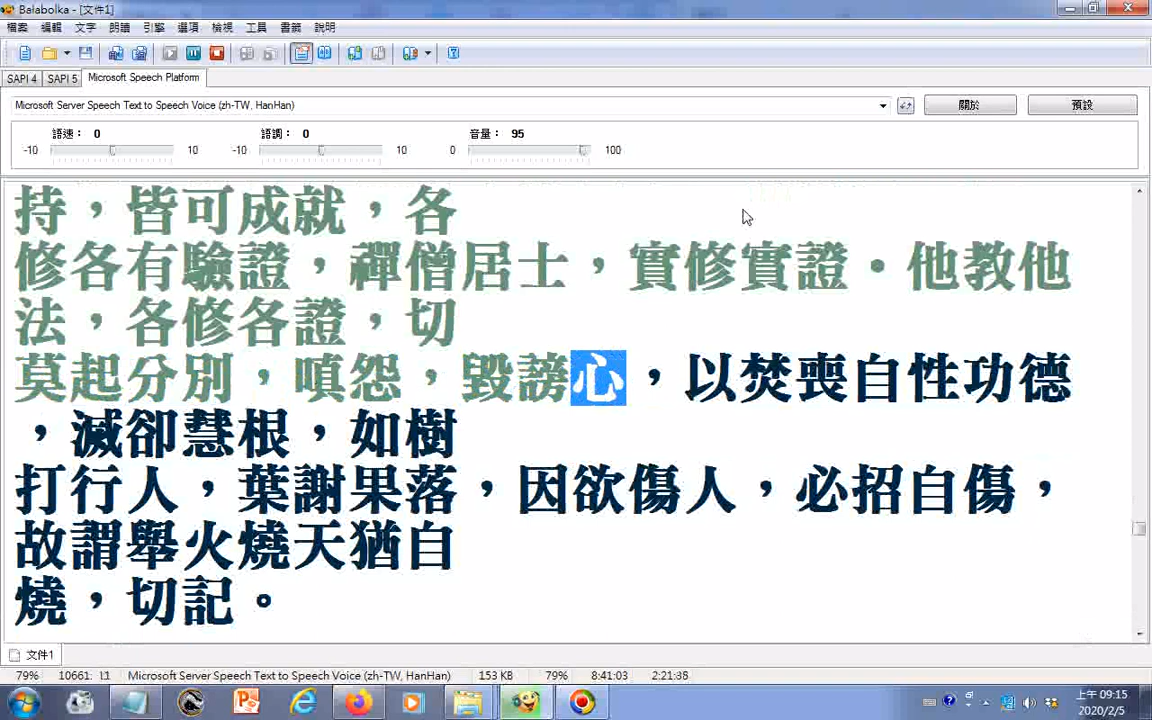 Balabolka - [文件1]
檔案 編輯 文字 朗讀 引擎 選項 檢視 工具 書籤 說明
SAPI 4 SAPI 5 Microsoft Speech Platform
Microsoft Server Speech Text to Speech Voice (zh-TW, HanHan) 關於 預設
語速： 0 語調： 0 音量： 95
-10 10 -10 10 0 100
持，皆可成就，各
修各有驗證，禪僧居士，實修實證。他教他
法，各修各證，切
莫起分別，嗔怨，毀謗心，以焚喪自性功德
，滅卻慧根，如樹
打行人，葉謝果落，因欲傷人，必招自傷，
故謂舉火燒天猶自
燒，切記。
文件1
79% 10661: 11 Microsoft Server Speech Text to Speech Voice (zh-TW, HanHan) 153 KB 79% 8:41:03 2:21:38
上午 09:15
2020/2/5